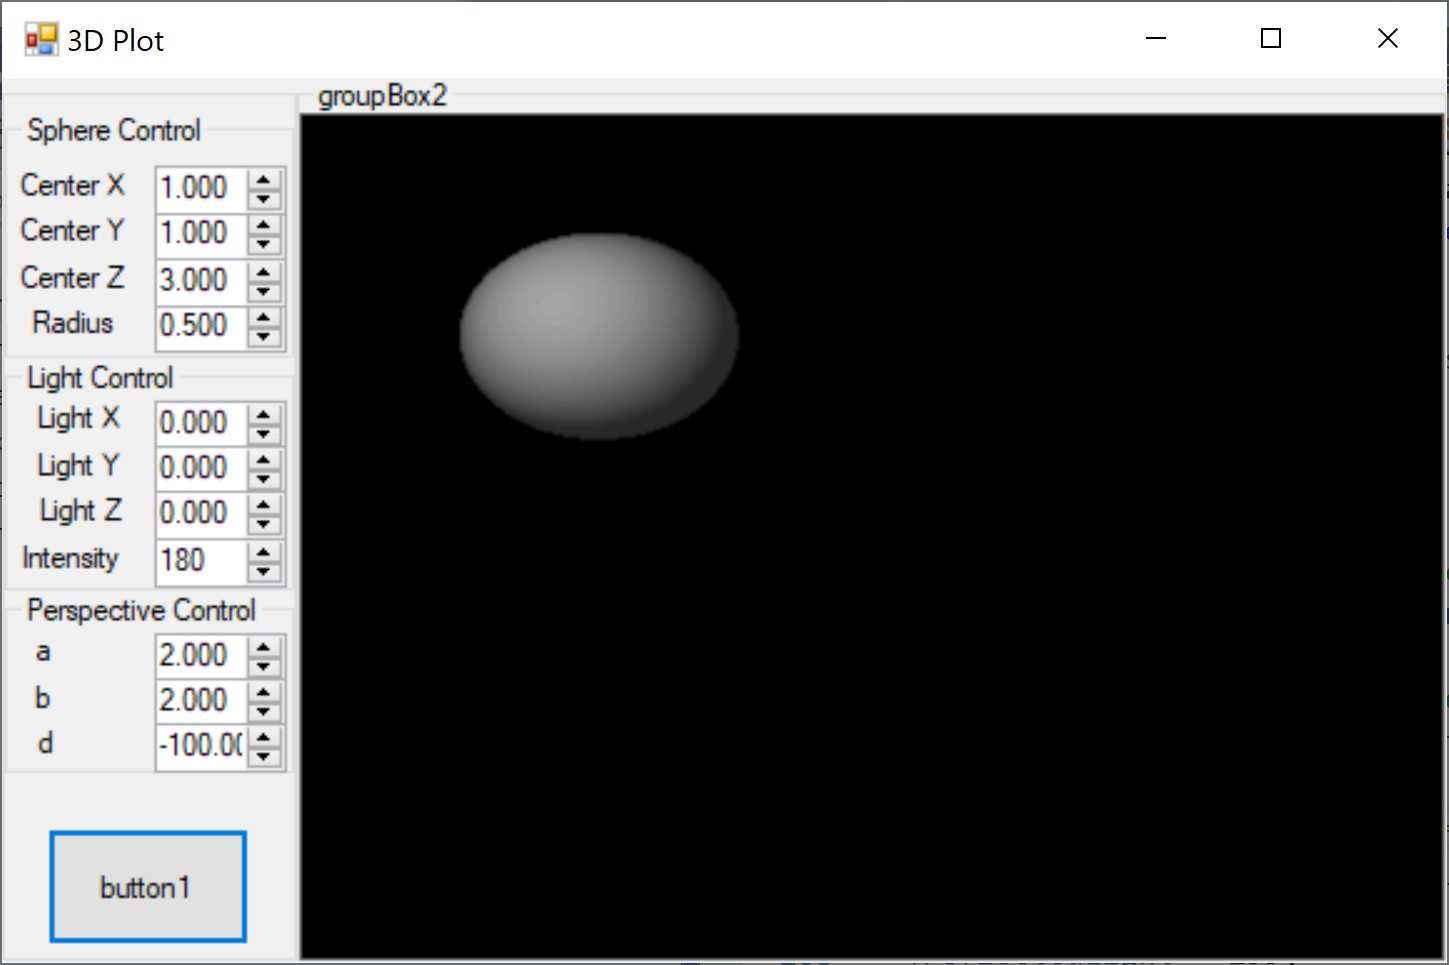 3D Plot
groupBox2
Sphere Control
Center X 1.000
Center Y 1.000
Center Z 3.000
Radius 0.500
Light Control
Light X 0.000
Light Y 0.000
Light Z 0.000
Intensity 180
Perspective Control
a 2.000
b 2.000
d -100.00
button1